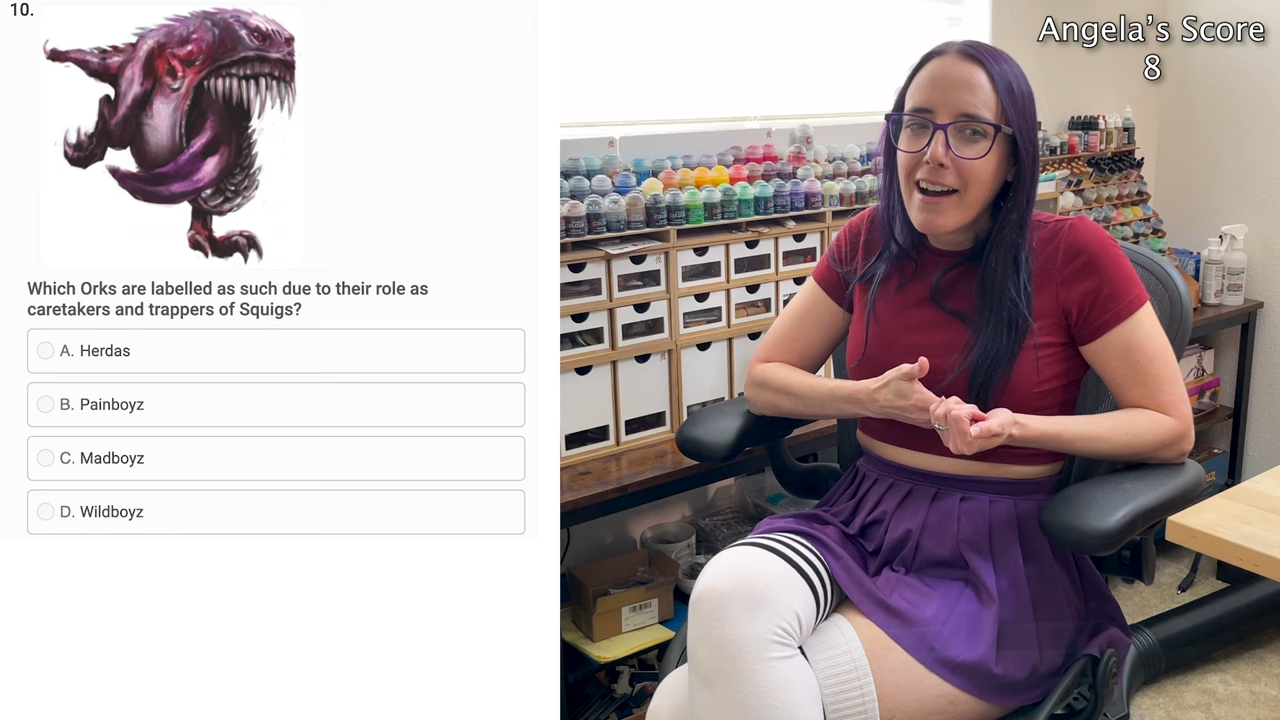 10.
Angela's Score
8
Which Orks are labelled as such due to their role as
caretakers and trappers of Squigs?
A. Herdas
B. Painboyz
C. Madboyz
D. Wildboyz